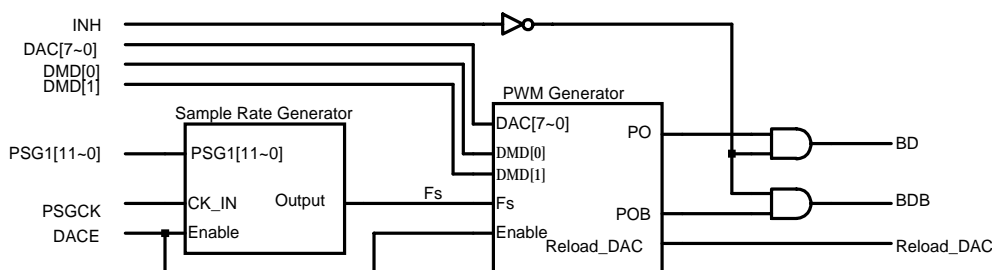 INH
DAC[7~0]
DMD[0]
DMD[1]
PWM Generator
Sample Rate Generator
DAC[7~0]
PO
BD
PSG1[11~0]
PSG1[11~0]
DMD[0]
DMD[1]
Output
Fs
PSGCK
CK_IN
Fs
POB
BDB
DACE
Enable
Enable
Reload_DAC
Reload_DAC